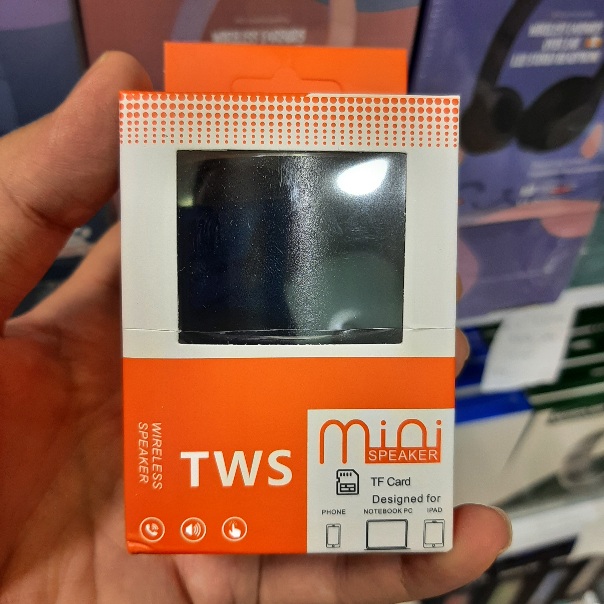 WIRELESS
SPEAKER
TWS
mini
SPEAKER
TF Card
Designed for
PHONE NOTEBOOK PC IPAD